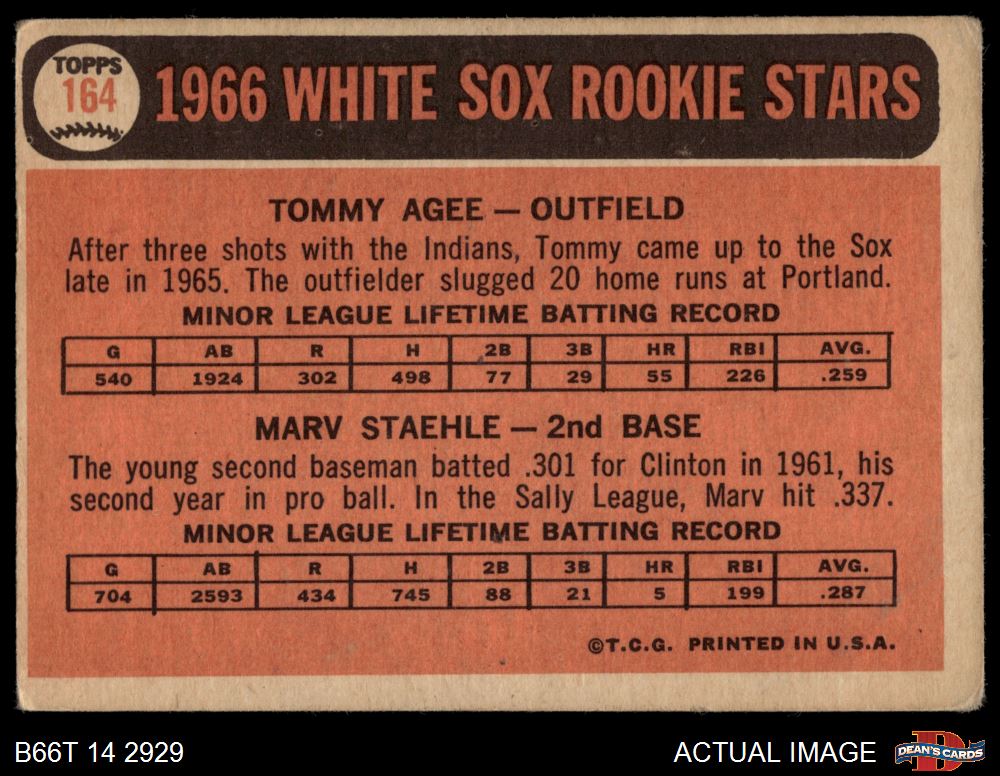 TOPPS
164
1966 WHITE SOX ROOKIE STARS
TOMMY AGEE — OUTFIELD
After three shots with the Indians, Tommy came up to the Sox
late in 1965. The outfielder slugged 20 home runs at Portland.
MINOR LEAGUE LIFETIME BATTING RECORD
G AB R H 2B 3B HR RBI AVG.
540 1924 302 498 77 29 55 226 .259
MARV STAEHLE — 2nd BASE
The young second baseman batted .301 for Clinton in 1961, his
second year in pro ball. In the Sally League, Marv hit .337.
MINOR LEAGUE LIFETIME BATTING RECORD
G AB R H 2B 3B HR RBI AVG.
704 2593 434 745 88 21 5 199 .287
©T.C.G. PRINTED IN U.S.A.
B66T 14 2929
ACTUAL IMAGE
D
DEAN'S CARDS